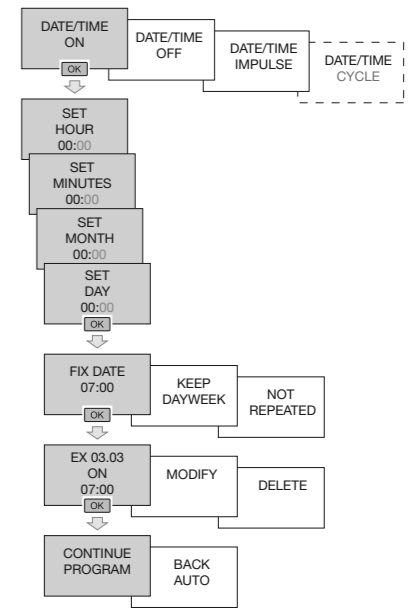 DATE/TIME
ON
OK
DATE/TIME
OFF
DATE/TIME
IMPULSE
DATE/TIME
CYCLE
SET
HOUR
00:00
SET
MINUTES
00:00
SET
MONTH
00:00
SET
DAY
00:00
OK
FIX DATE
07:00
OK
KEEP
DAYWEEK
NOT
REPEATED
EX 03.03
ON
07:00
OK
MODIFY
DELETE
CONTINUE
PROGRAM
BACK
AUTO